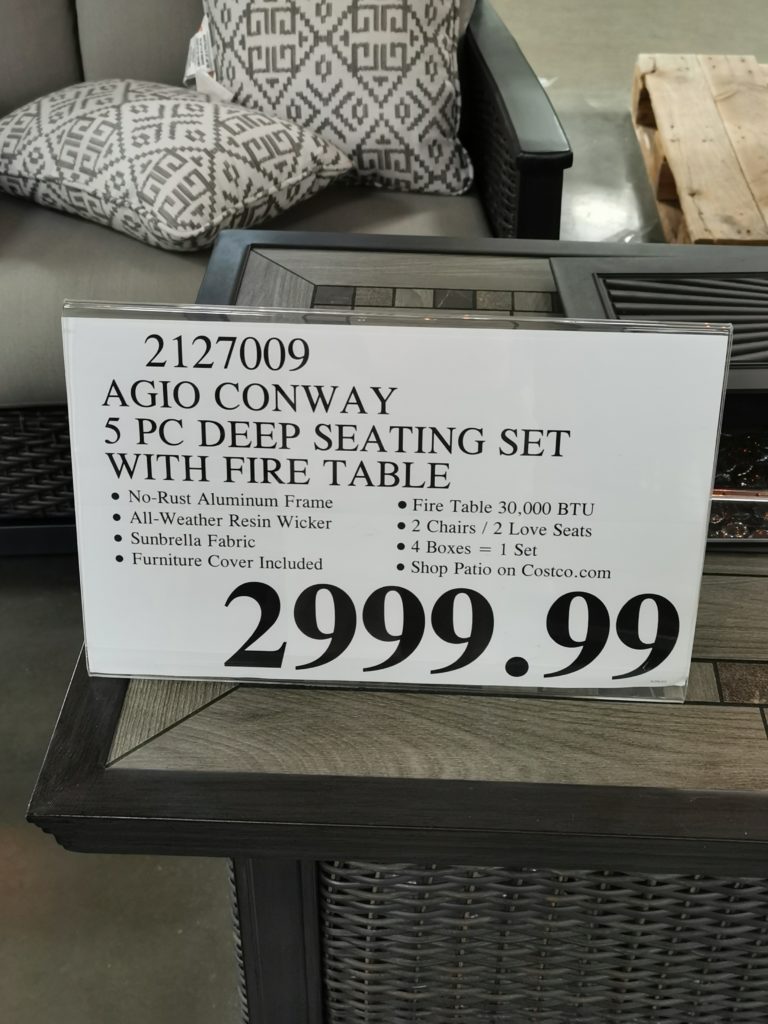 2127009
AGIO CONWAY
5 PC DEEP SEATING SET
WITH FIRE TABLE
• No-Rust Aluminum Frame
• All-Weather Resin Wicker
• Sunbrella Fabric
• Furniture Cover Included
• Fire Table 30,000 BTU
• 2 Chairs / 2 Love Seats
• 4 Boxes = 1 Set
• Shop Patio on Costco.com
2999.99